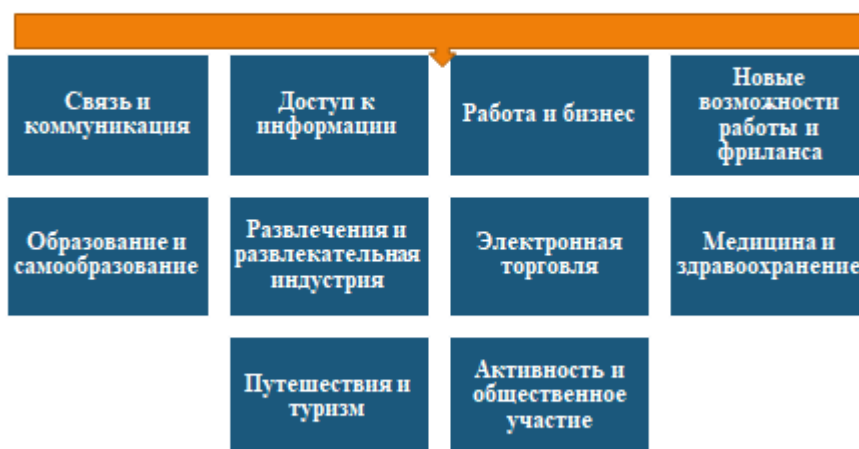 Связь и
коммуникация
Доступ к
информации
Работа и бизнес
Новые
возможности
работы и
фриланса
Образование и
самообразование
Развлечения и
развлекательная
индустрия
Электронная
торговля
Медицина и
здравоохранение
Путешествия и
туризм
Активность и
общественное
участие